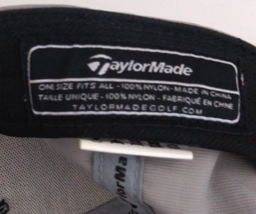 TaylorMade
ONE SIZE FITS ALL - 100% NYLON - MADE IN CHINA
TAILLE UNIQUE - 100% NYLON - FABRIQUÉ EN CHINE
TAYLORMADEGOLF.COM
TaylorMa